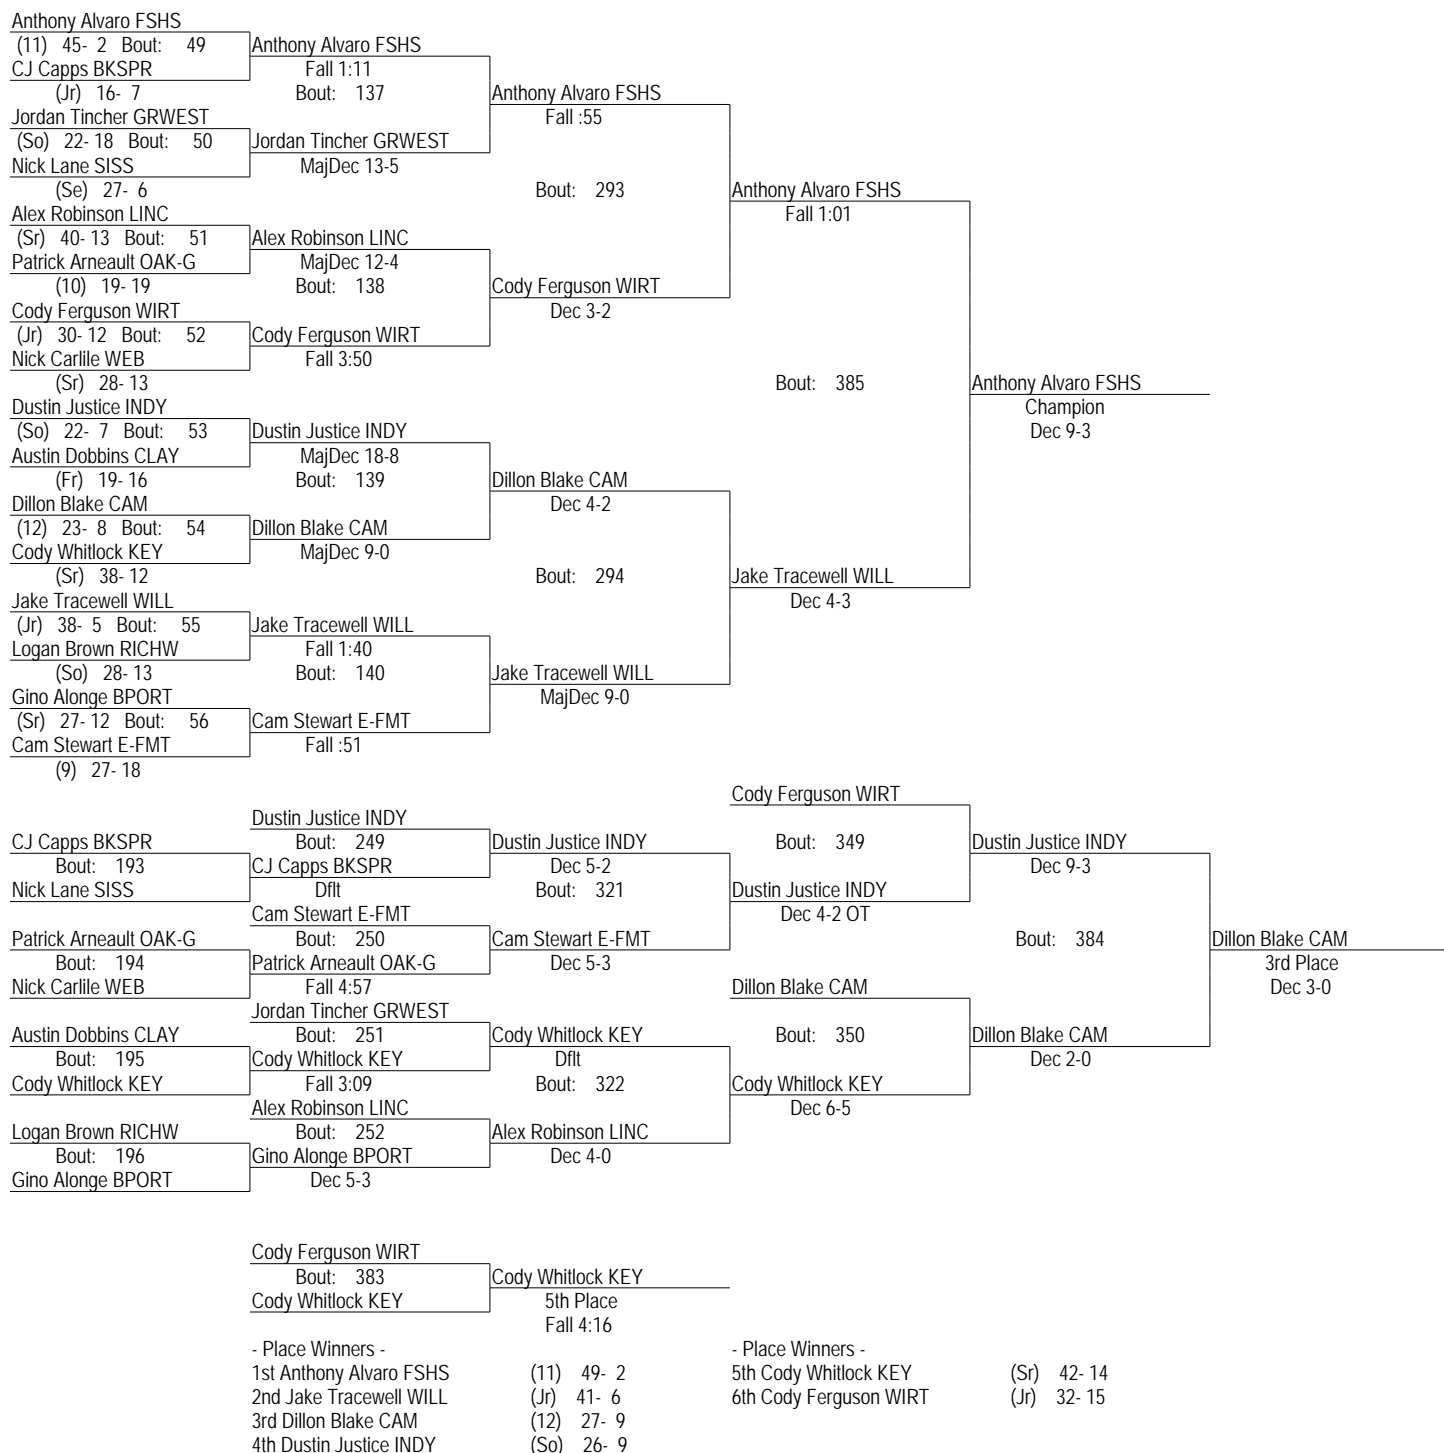 Anthony Alvaro FSHS
(11) 45- 2 Bout: 49
Anthony Alvaro FSHS
CJ Capps BKSPR
Fall 1:11
(Jr) 16- 7
Bout: 137
Anthony Alvaro FSHS
Jordan Tincher GRWEST
Fall :55
(So) 22- 18 Bout: 50
Jordan Tincher GRWEST
Nick Lane SISS
MajDec 13-5
(Se) 27- 6
Bout: 293
Anthony Alvaro FSHS
Alex Robinson LINC
Fall 1:01
(Sr) 40- 13 Bout: 51
Alex Robinson LINC
Patrick Arneault OAK-G
MajDec 12-4
(10) 19- 19
Bout: 138
Cody Ferguson WIRT
Cody Ferguson WIRT
Dec 3-2
(Jr) 30- 12 Bout: 52
Cody Ferguson WIRT
Nick Carlile WEB
Fall 3:50
(Sr) 28- 13
Bout: 385
Anthony Alvaro FSHS
Dustin Justice INDY
Champion
(So) 22- 7 Bout: 53
Dustin Justice INDY
Dec 9-3
Austin Dobbins CLAY
MajDec 18-8
(Fr) 19- 16
Bout: 139
Dillon Blake CAM
Dillon Blake CAM
Dec 4-2
(12) 23- 8 Bout: 54
Dillon Blake CAM
Cody Whitlock KEY
MajDec 9-0
(Sr) 38- 12
Bout: 294
Jake Tracewell WILL
Jake Tracewell WILL
Dec 4-3
(Jr) 38- 5 Bout: 55
Jake Tracewell WILL
Logan Brown RICHW
Fall 1:40
(So) 28- 13
Bout: 140
Jake Tracewell WILL
Gino Alonge BPORT
MajDec 9-0
(Sr) 27- 12 Bout: 56
Cam Stewart E-FMT
Cam Stewart E-FMT
Fall :51
(9) 27- 18
Cody Ferguson WIRT
Dustin Justice INDY
CJ Capps BKSPR
Bout: 249
Dustin Justice INDY
Bout: 349
Dustin Justice INDY
Bout: 193
CJ Capps BKSPR
Dec 5-2
Dec 9-3
Nick Lane SISS
Dflt
Bout: 321
Dustin Justice INDY
Cam Stewart E-FMT
Dec 4-2 OT
Patrick Arneault OAK-G
Bout: 250
Cam Stewart E-FMT
Bout: 384
Dillon Blake CAM
Bout: 194
Patrick Arneault OAK-G
Dec 5-3
3rd Place
Nick Carlile WEB
Fall 4:57
Dillon Blake CAM
Dec 3-0
Jordan Tincher GRWEST
Austin Dobbins CLAY
Bout: 251
Cody Whitlock KEY
Bout: 350
Dillon Blake CAM
Bout: 195
Cody Whitlock KEY
Dflt
Dec 2-0
Cody Whitlock KEY
Fall 3:09
Bout: 322
Cody Whitlock KEY
Alex Robinson LINC
Dec 6-5
Logan Brown RICHW
Bout: 252
Alex Robinson LINC
Bout: 196
Gino Alonge BPORT
Dec 4-0
Gino Alonge BPORT
Dec 5-3
Cody Ferguson WIRT
Bout: 383
Cody Whitlock KEY
Cody Whitlock KEY
5th Place
Fall 4:16
- Place Winners -
1st Anthony Alvaro FSHS (11) 49- 2
2nd Jake Tracewell WILL (Jr) 41- 6
3rd Dillon Blake CAM (12) 27- 9
4th Dustin Justice INDY (So) 26- 9
- Place Winners -
5th Cody Whitlock KEY (Sr) 42- 14
6th Cody Ferguson WIRT (Jr) 32- 15